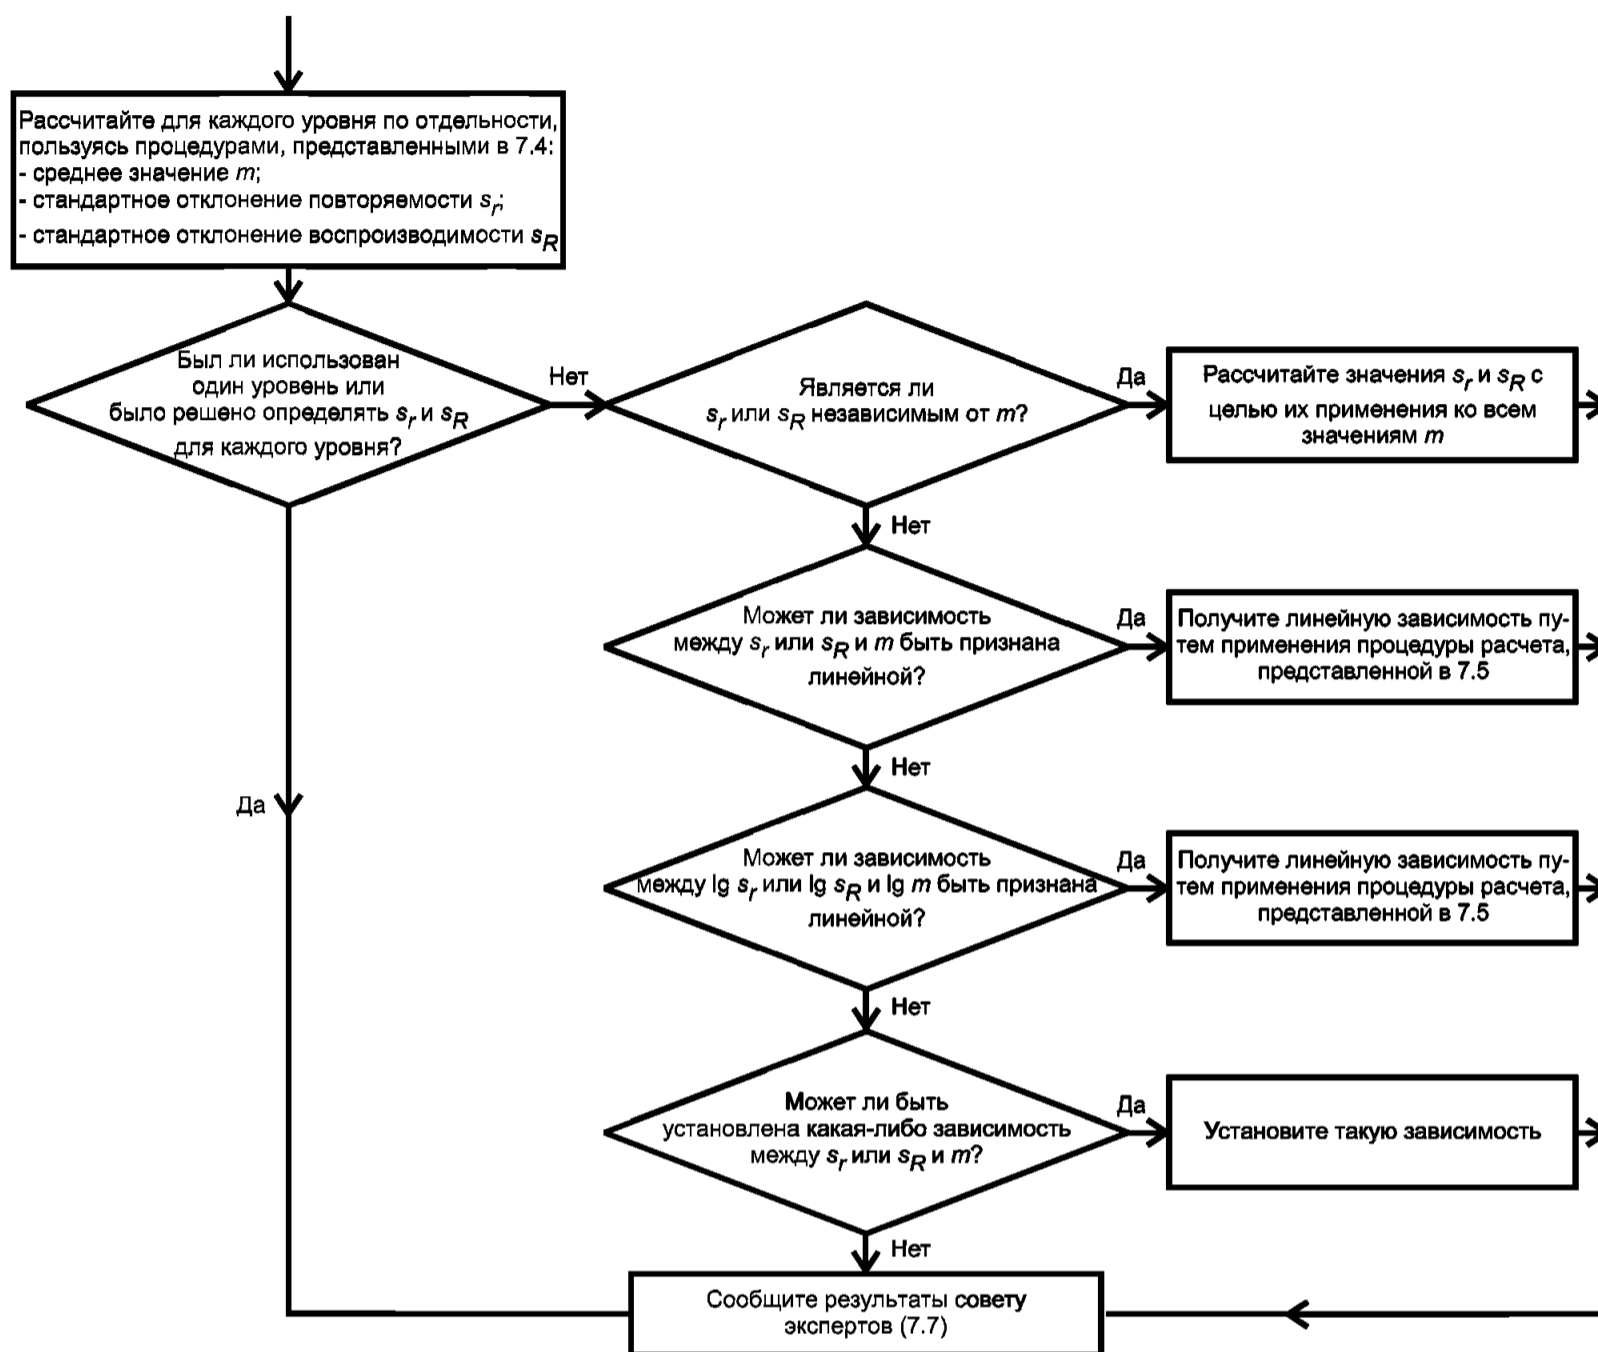 Рассчитайте для каждого уровня по отдельности,
пользуясь процедурами, представленными в 7.4:
- среднее значение m;
- стандартное отклонение повторяемости s_r;
- стандартное отклонение воспроизводимости s_R
Был ли использован
один уровень или
было решено определять s_r и s_R
для каждого уровня?
Нет
Является ли
s_r или s_R независимым от m?
Да
Рассчитайте значения s_r и s_R с
целью их применения ко всем
значениям m
Нет
Может ли зависимость
между s_r или s_R и m быть признана
линейной?
Да
Получите линейную зависимость пу-
тем применения процедуры расчета,
представленной в 7.5
Нет
Да
Может ли зависимость
между lg s_r или lg s_R и lg m быть признана
линейной?
Да
Получите линейную зависимость пу-
тем применения процедуры расчета,
представленной в 7.5
Нет
Может ли быть
установлена какая-либо зависимость
между s_r или s_R и m?
Да
Установите такую зависимость
Нет
Сообщите результаты совету
экспертов (7.7)